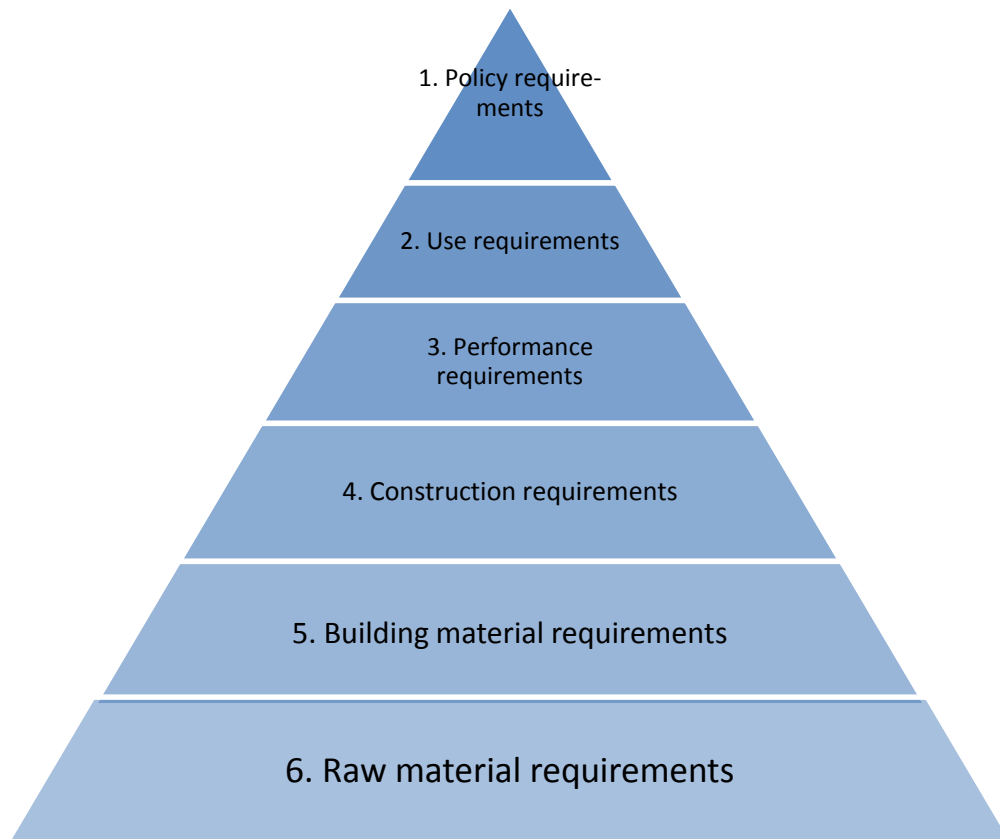 1. Policy require-
ments
2. Use requirements
3. Performance
requirements
4. Construction requirements
5. Building material requirements
6. Raw material requirements